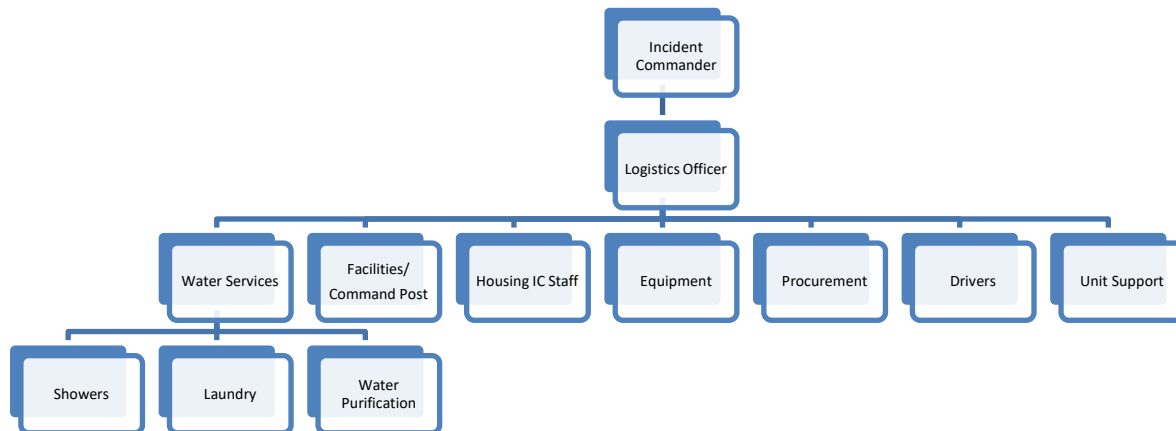 Incident
Commander
Logistics Officer
Water Services
Facilities/
Command Post
Housing IC Staff
Equipment
Procurement
Drivers
Unit Support
Showers
Laundry
Water
Purification